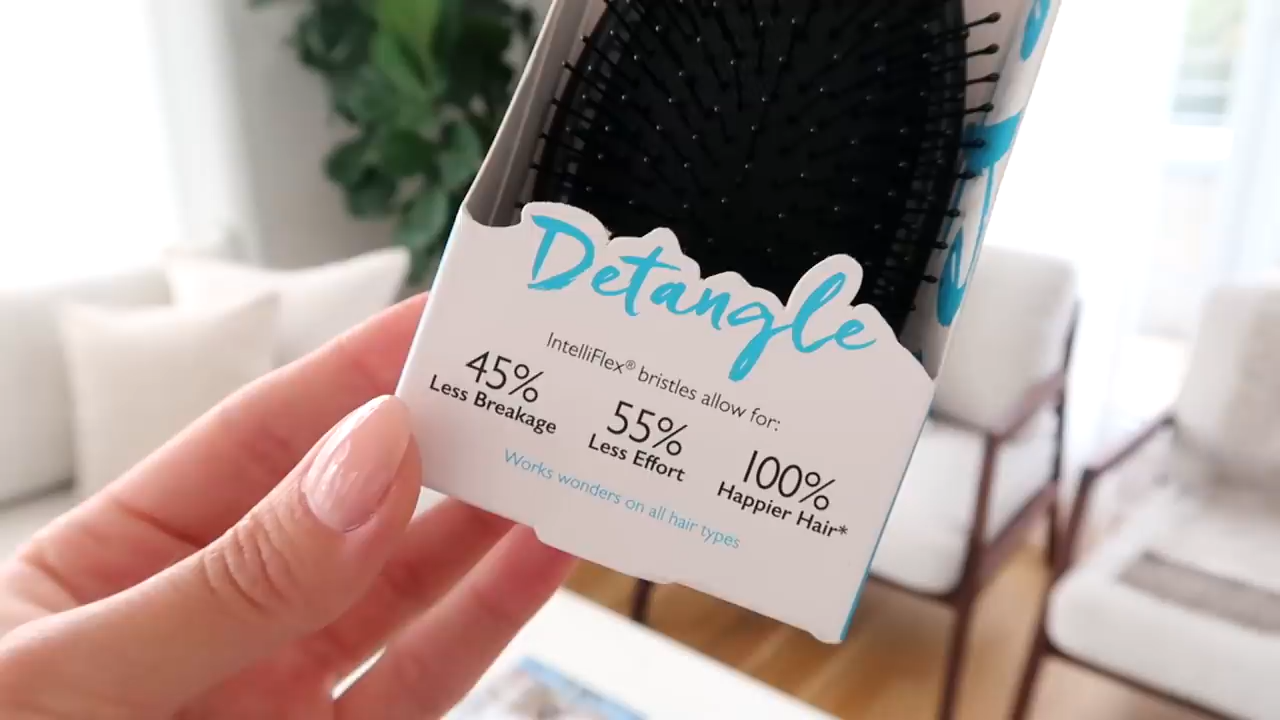 Detangle
IntelliFlex® bristles allow for:
45%
Less Breakage
55%
Less Effort
100%
Happier Hair*
Works wonders on all hair types